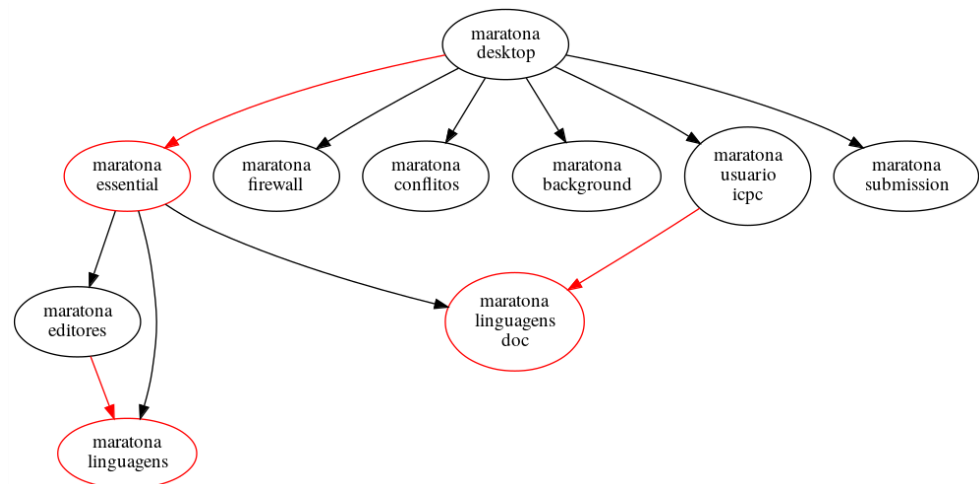 maratona
desktop
maratona
essential
maratona
firewall
maratona
conflitos
maratona
background
maratona
usuario
icpc
maratona
submission
maratona
editores
maratona
linguagens
doc
maratona
linguagens